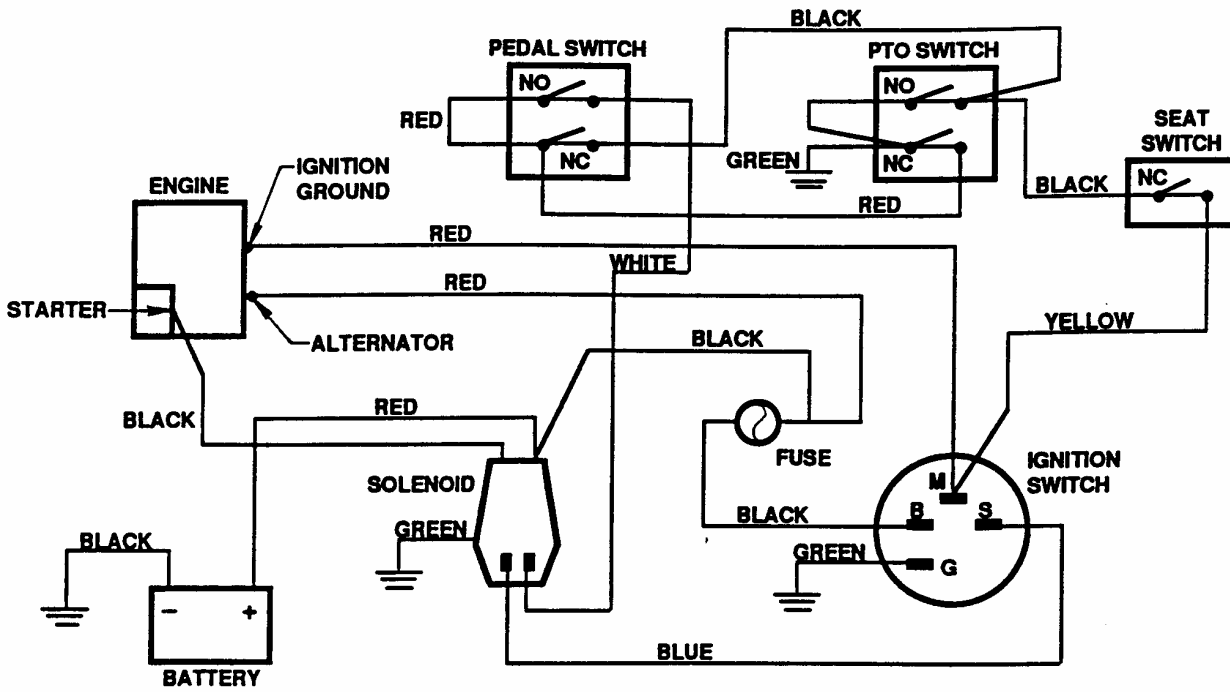 BLACK
PEDAL SWITCH
PTO SWITCH
NO
NO
RED
SEAT
SWITCH
NC
GREEN
NC
NC
BLACK
IGNITION
GROUND
ENGINE
RED
RED
WHITE
RED
STARTER
ALTERNATOR
YELLOW
BLACK
RED
BLACK
FUSE
IGNITION
SWITCH
SOLENOID
M
B
S
BLACK
GREEN
BLACK
GREEN
G
-
+
BLUE
BATTERY